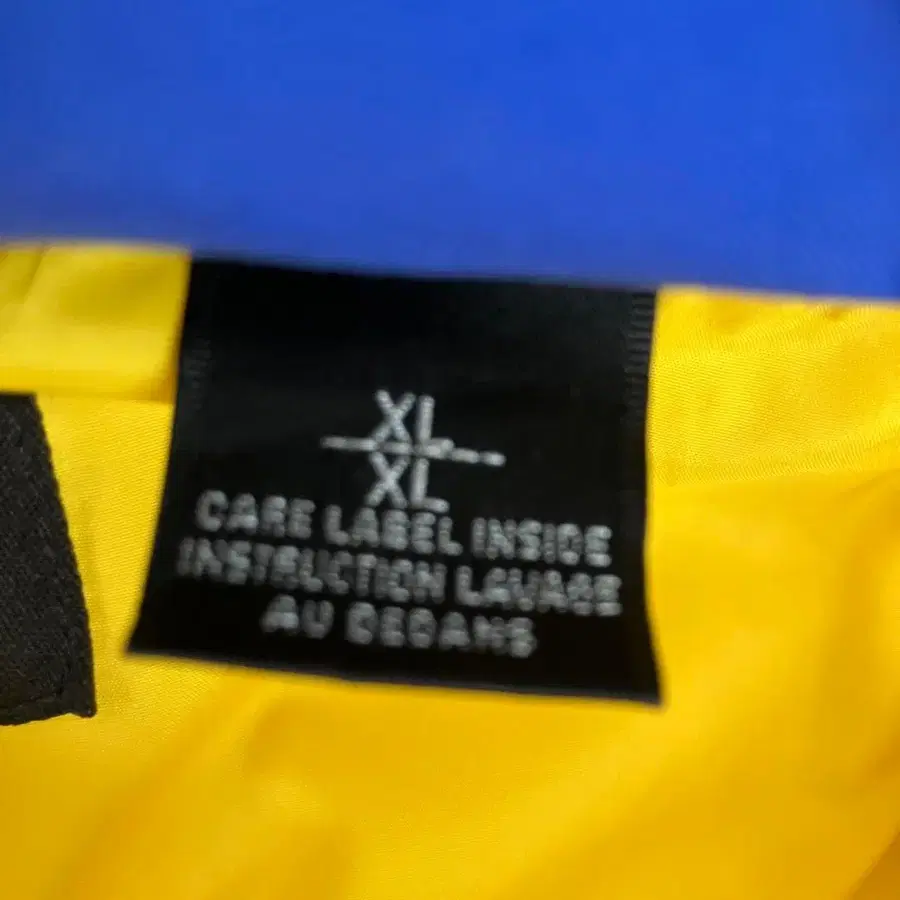 XL
XL
CARE LABEL INSIDE
INSTRUCTION LAVAGE
AU DEDANS